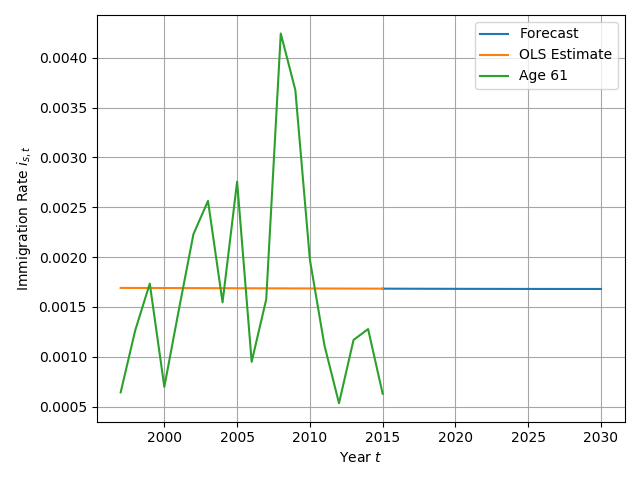 Forecast
OLS Estimate
Age 61
0.0040
0.0035
0.0030
0.0025
0.0020
0.0015
0.0010
0.0005
Immigration Rate i_{s,t}
2000 2005 2010 2015 2020 2025 2030
Year t